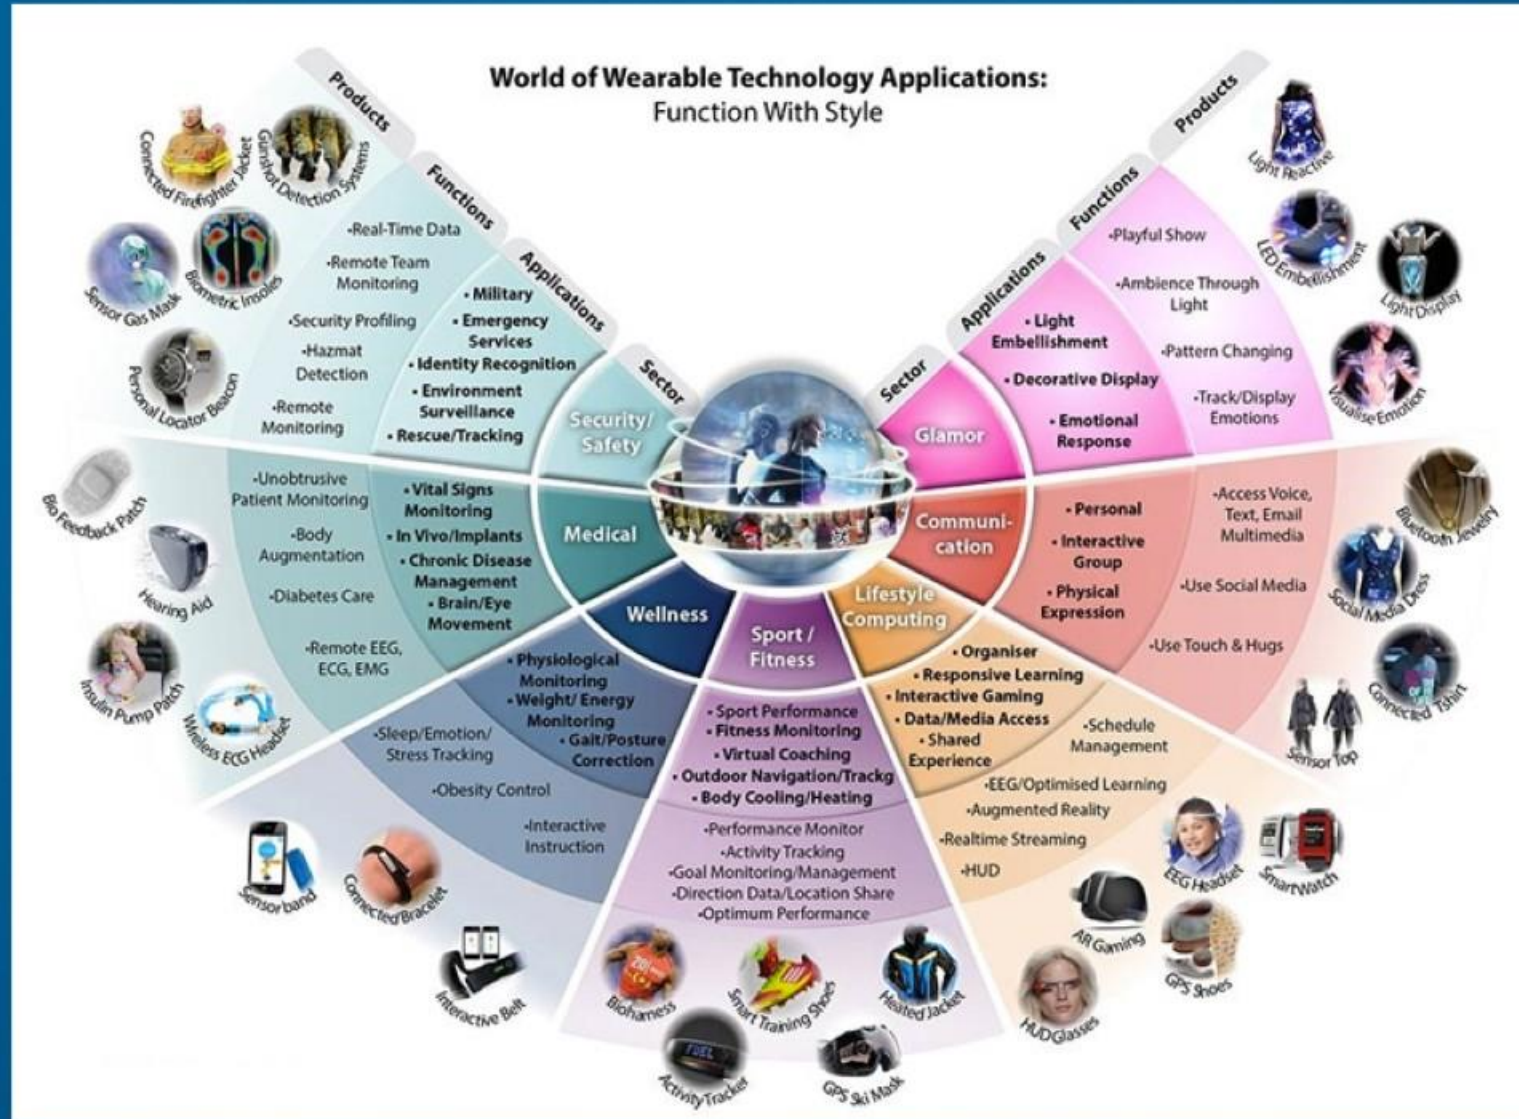 World of Wearable Technology Applications:
Function With Style
Products
Functions
Applications
Sector
Connected Firefighter Jacket
Gunshot Detection Systems
Sensor Gas Mask
Biometric Insoles
Personal Locator Beacon
•Real-Time Data
•Remote Team
Monitoring
•Security Profiling
•Hazmat
Detection
•Remote
Monitoring
• Military
• Emergency
Services
• Identity Recognition
• Environment
Surveillance
• Rescue/Tracking
Security/
Safety
Bio Feedback Patch
Hearing Aid
Insulin Pump Patch
Wireless ECG Headset
•Unobtrusive
Patient Monitoring
•Body
Augmentation
•Diabetes Care
•Remote EEG,
ECG, EMG
• Vital Signs
Monitoring
• In Vivo/Implants
• Chronic Disease
Management
• Brain/Eye
Movement
Medical
Wellness
• Physiological
Monitoring
• Weight/ Energy
Monitoring
• Gait/Posture
Correction
•Sleep/Emotion/
Stress Tracking
•Obesity Control
•Interactive
Instruction
Sensorband
Connected Bracelet
Interactive Belt
Sport /
Fitness
• Sport Performance
• Fitness Monitoring
• Virtual Coaching
• Outdoor Navigation/Trackg
• Body Cooling/Heating
•Performance Monitor
•Activity Tracking
•Goal Monitoring/Management
•Direction Data/Location Share
•Optimum Performance
Bioharness
Smart Training Shoes
Heated Jacket
FUEL
Activity Tracker
GPS Ski Mask
Lifestyle
Computing
• Organiser
• Responsive Learning
• Interactive Gaming
• Data/Media Access
• Shared
Experience
•Schedule
Management
•EEG/Optimised Learning
•Augmented Reality
•Realtime Streaming
•HUD
EEG Headset
SmartWatch
AR Gaming
GPS Shoes
HUD Glasses
Communi-
cation
• Personal
• Interactive
Group
• Physical
Expression
•Access Voice,
Text, Email
Multimedia
•Use Social Media
•Use Touch & Hugs
Bluetooth Jewelry
Social Media Dress
Connected Tshirt
Sensor Top
Products
Functions
Applications
Sector
Glamor
• Light
Embellishment
• Decorative Display
• Emotional
Response
•Playful Show
•Ambience Through
Light
•Pattern Changing
•Track/Display
Emotions
Light Reactive
LED Embellishment
Light Display
Visualise Emotion